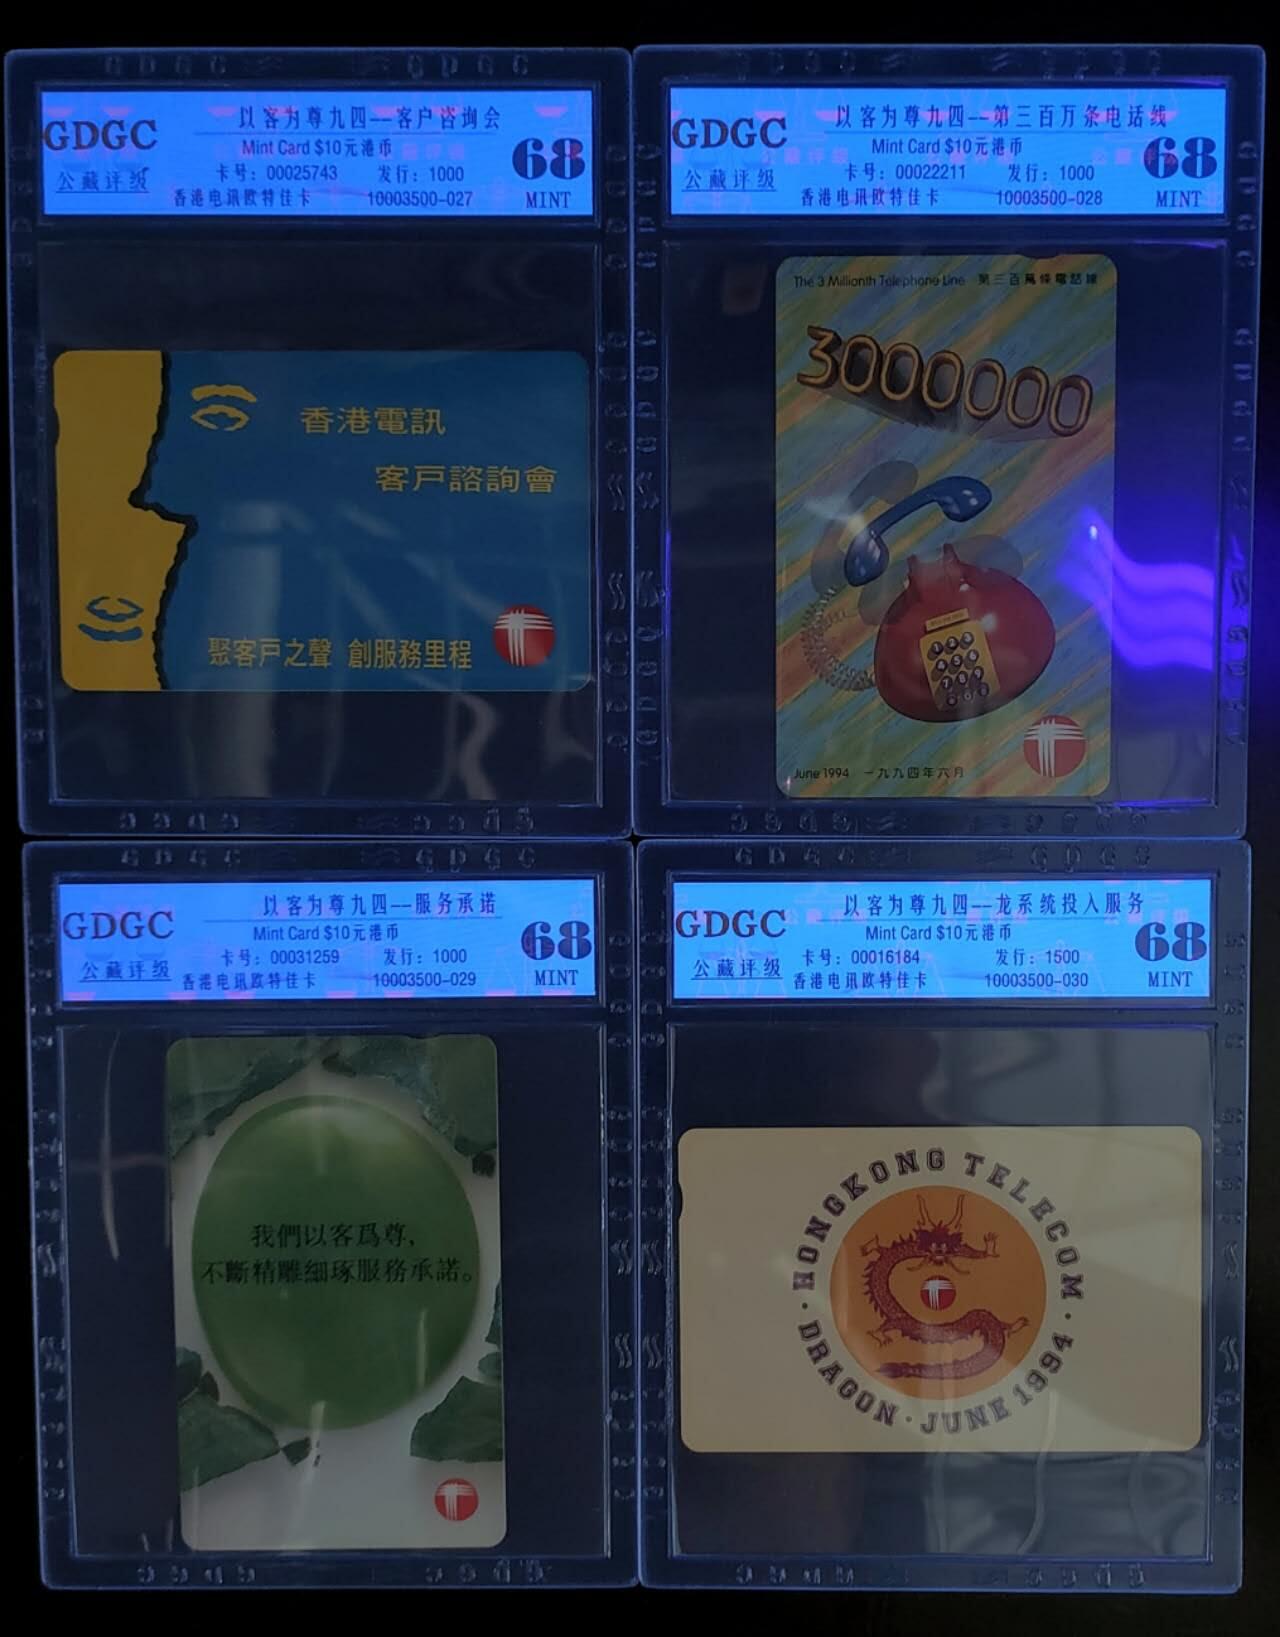 GDGC
公藏评级
以客为尊九四—客户咨询会
Mint Card $10元港币
卡号：00025743 发行：1000
香港电讯欧特佳卡 10003500-027
68
MINT
香港電訊
客戶諮詢會
聚客戶之聲 創服務里程
GDGC
公藏评级
以客为尊九四—第三百万条电话线
Mint Card $10元港币
卡号：00022211 发行：1000
香港电讯欧特佳卡 10003500-028
68
MINT
The 3 Millionth Telephone Line 第三百萬條電話線
3000000
1 2 3
4 5 6
7 8 9
June 1994 一九九四年六月
GDGC
公藏评级
以客为尊九四—服务承诺
Mint Card $10元港币
卡号：00031259 发行：1000
香港电讯欧特佳卡 10003500-029
68
MINT
我們以客爲尊，
不斷精雕細琢服務承諾。
GDGC
公藏评级
以客为尊九四—龙系统投入服务
Mint Card $10元港币
卡号：00016184 发行：1500
香港电讯欧特佳卡 10003500-030
68
MINT
HONGKONG TELECOM
· DRAGON · JUNE 1994 ·